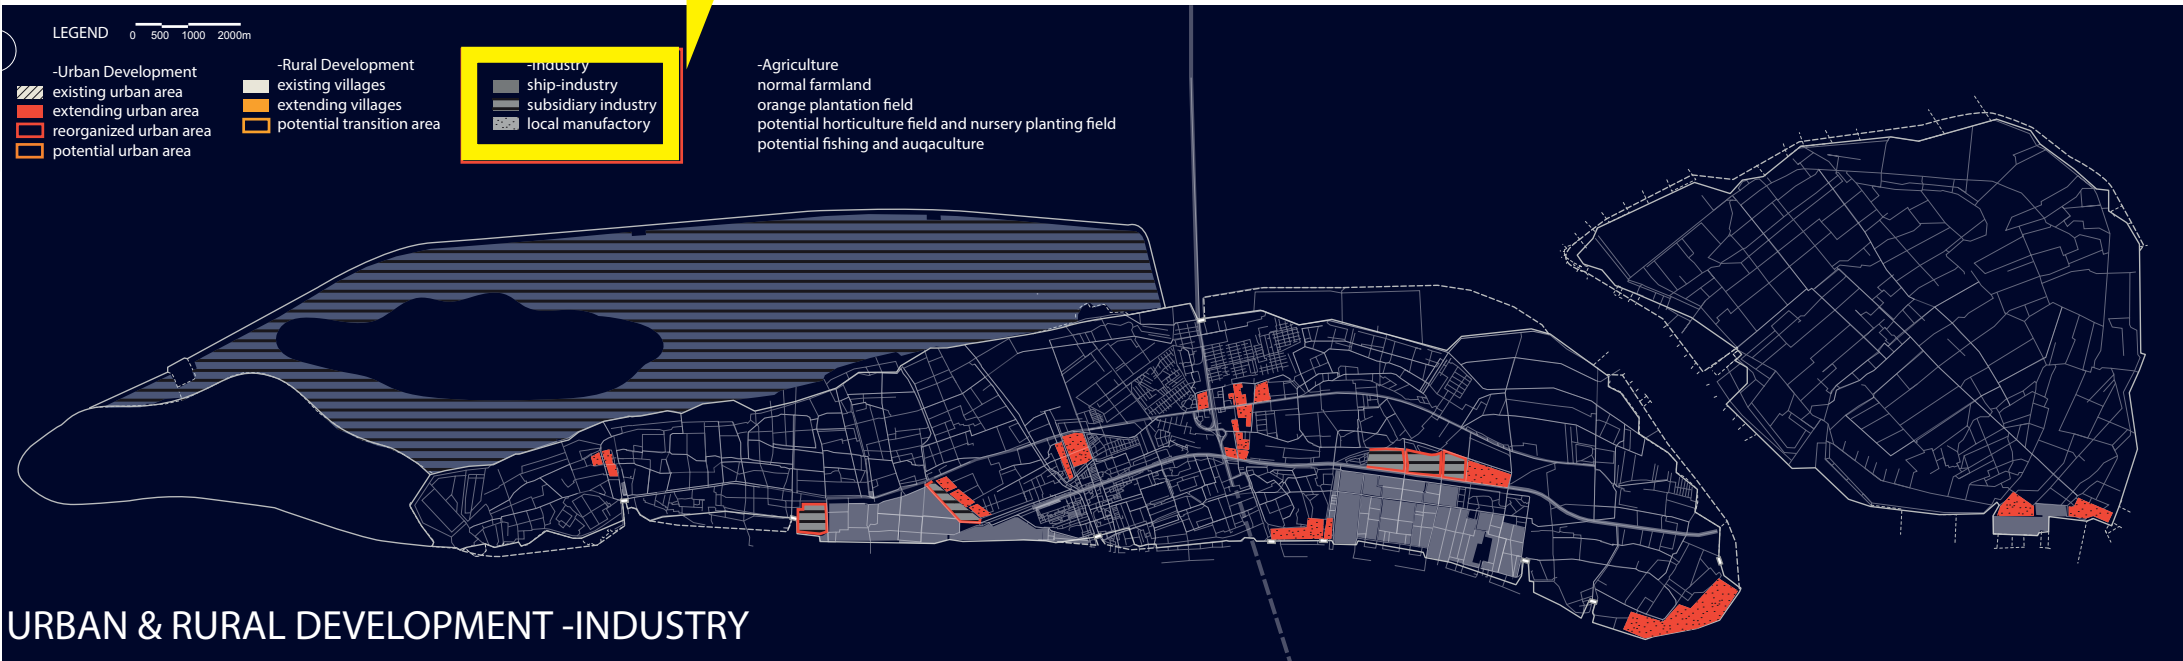 LEGEND 0 500 1000 2000m
-Urban Development
existing urban area
extending urban area
reorganized urban area
potential urban area
-Rural Development
existing villages
extending villages
potential transition area
-Industry
ship-industry
subsidiary industry
local manufactory
-Agriculture
normal farmland
orange plantation field
potential horticulture field and nursery planting field
potential fishing and auqaculture
URBAN & RURAL DEVELOPMENT -INDUSTRY